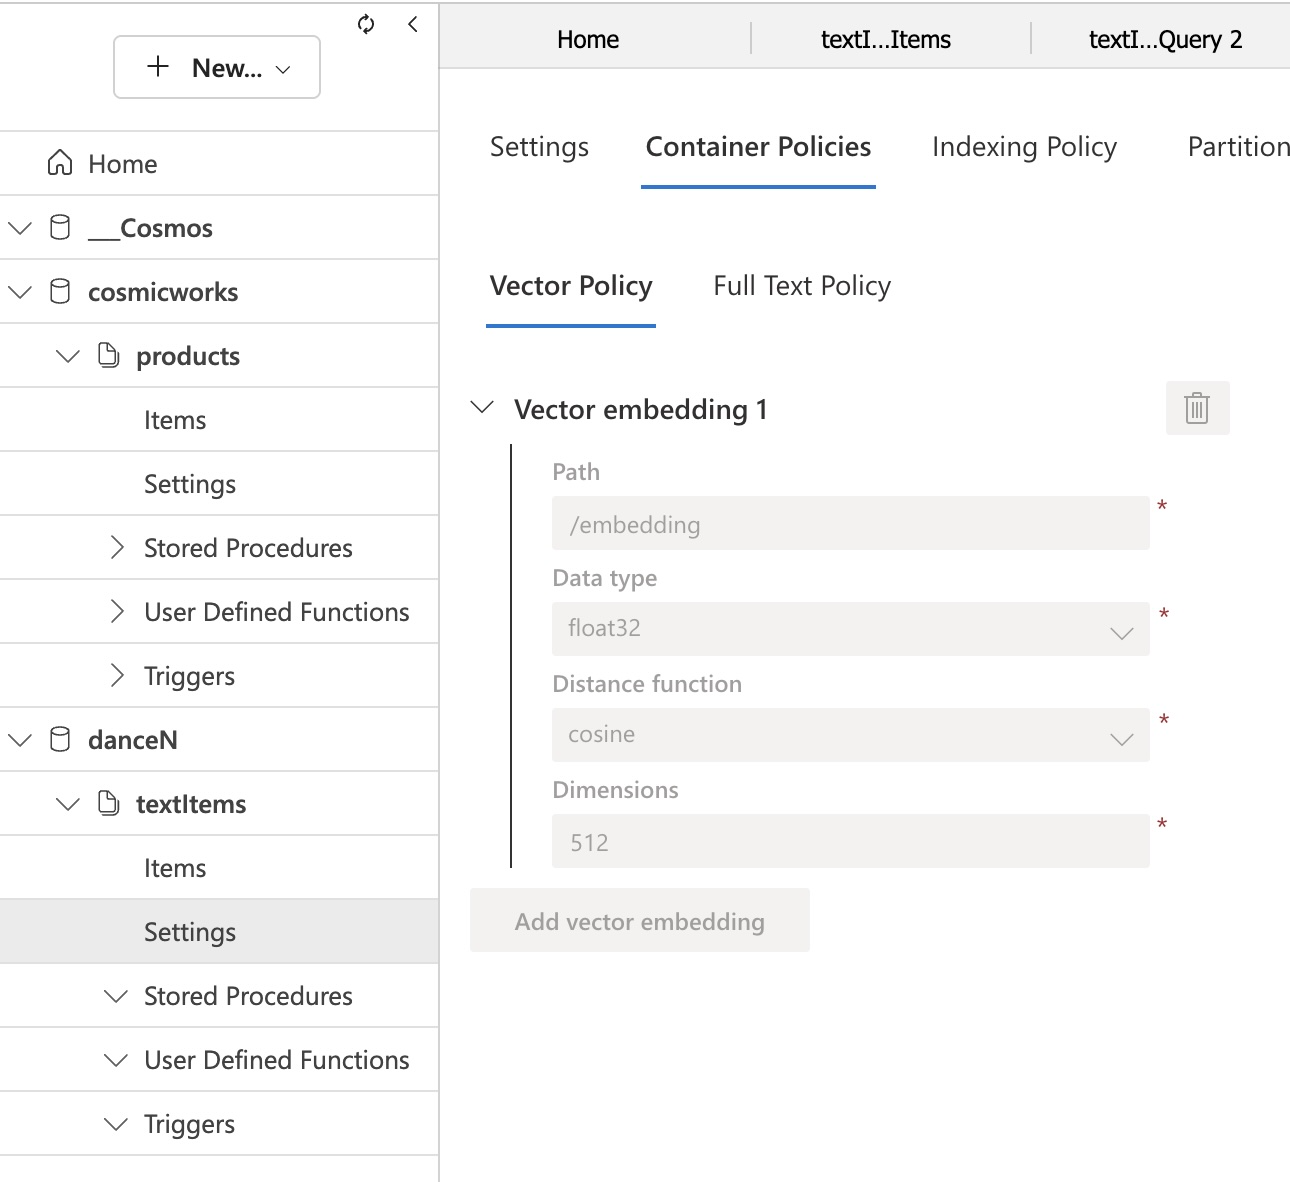 New...
Home
___Cosmos
cosmicworks
products
Items
Settings
Stored Procedures
User Defined Functions
Triggers
danceN
textItems
Items
Settings
Stored Procedures
User Defined Functions
Triggers
Home
textI...Items
textI...Query 2
Settings
Container Policies
Indexing Policy
Partition
Vector Policy
Full Text Policy
Vector embedding 1
Path
/embedding
*
Data type
float32
*
Distance function
cosine
*
Dimensions
512
*
Add vector embedding